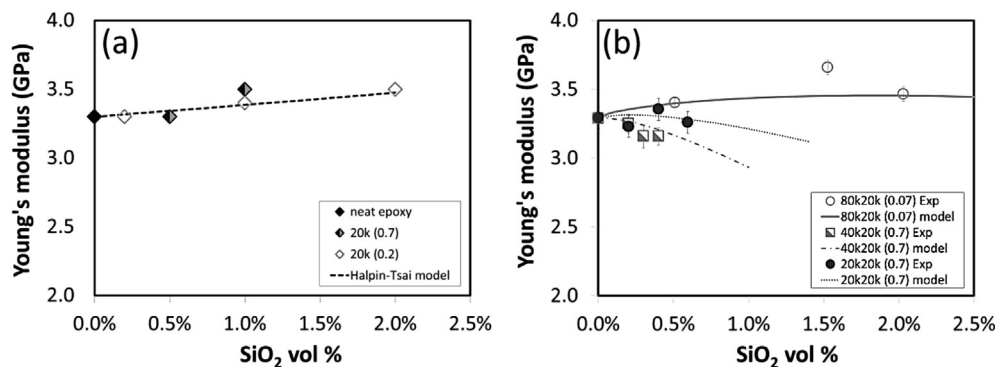 (a)
Young's modulus (GPa)
4.0
3.5
3.0
2.5
2.0
neat epoxy
20k (0.7)
20k (0.2)
Halpin-Tsai model
0.0% 0.5% 1.0% 1.5% 2.0% 2.5%
SiO₂ vol %
(b)
Young's modulus (GPa)
4.0
3.5
3.0
2.5
2.0
80k20k (0.07) Exp
80k20k (0.07) model
40k20k (0.7) Exp
40k20k (0.7) model
20k20k (0.7) Exp
20k20k (0.7) model
0.0% 0.5% 1.0% 1.5% 2.0% 2.5%
SiO₂ vol %